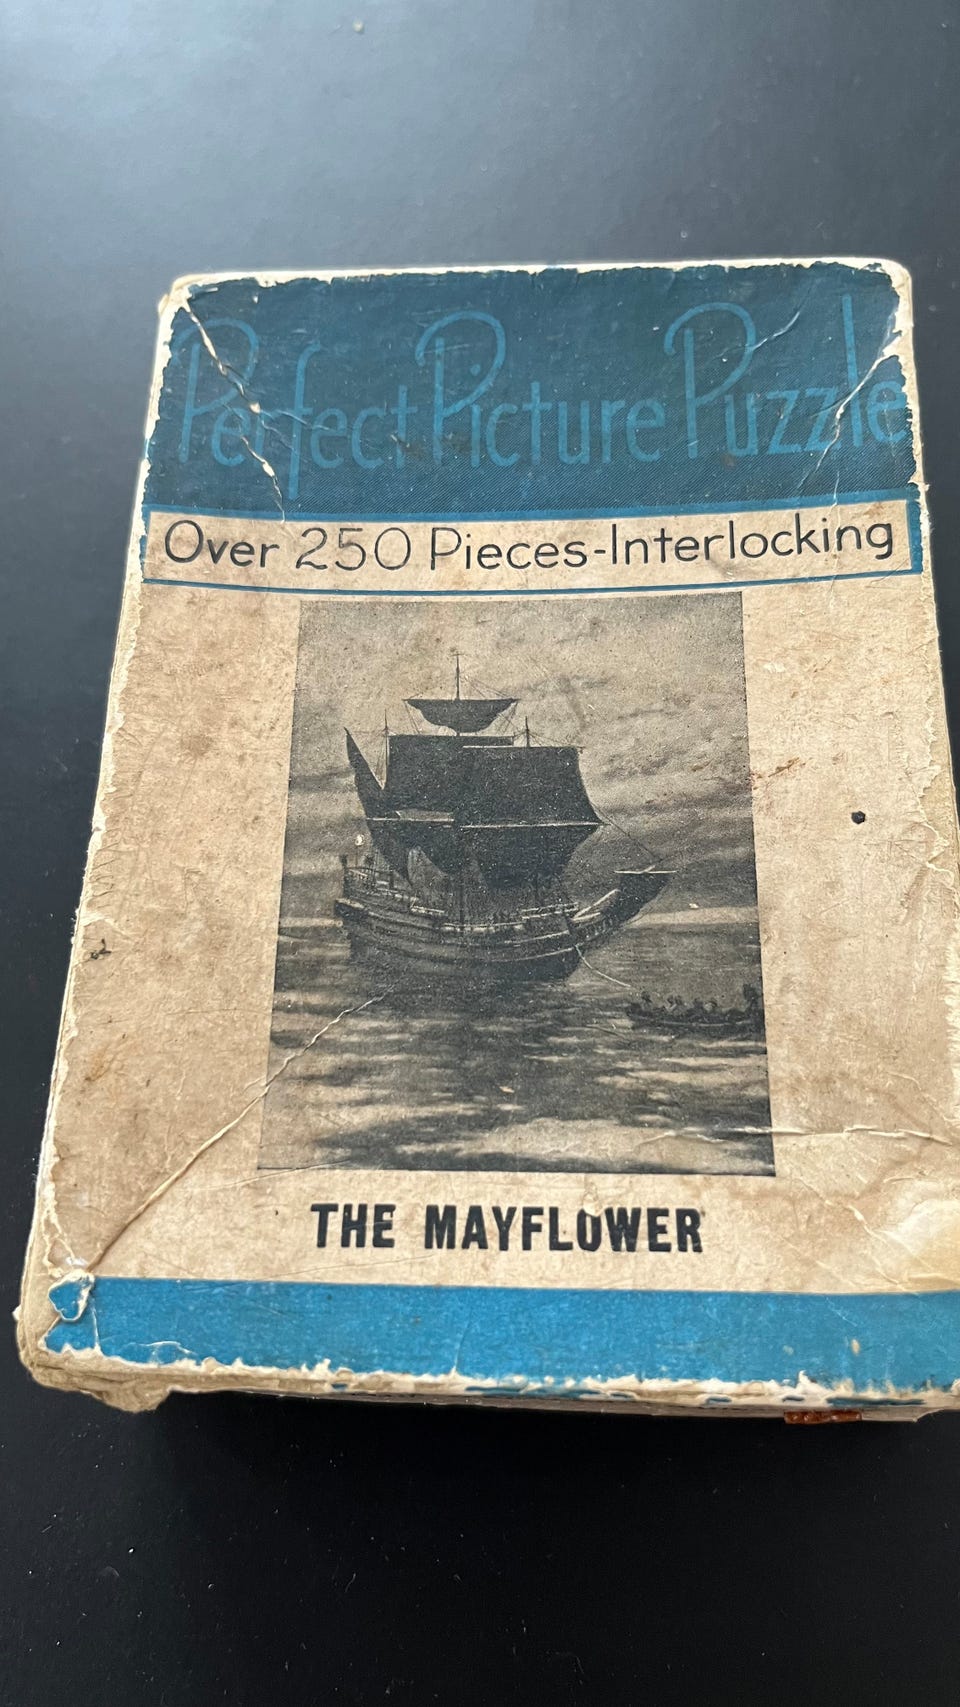 Perfect Picture Puzzle
Over 250 Pieces-Interlocking
THE MAYFLOWER